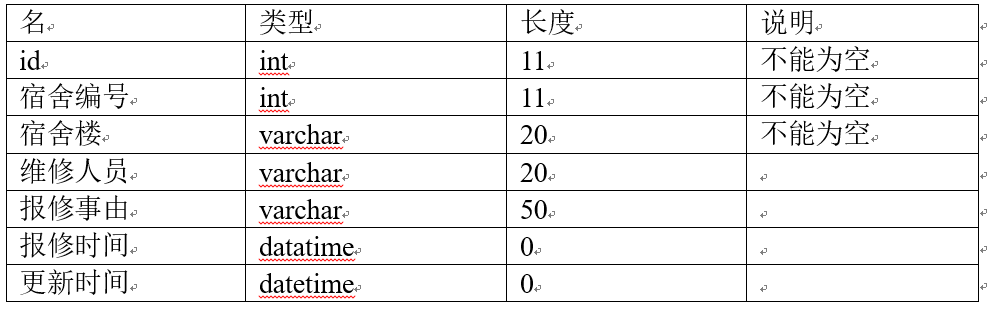 名 类型 长度 说明
id int 11 不能为空
宿舍编号 int 11 不能为空
宿舍楼 varchar 20 不能为空
维修人员 varchar 20
报修事由 varchar 50
报修时间 datatime 0
更新时间 datetime 0